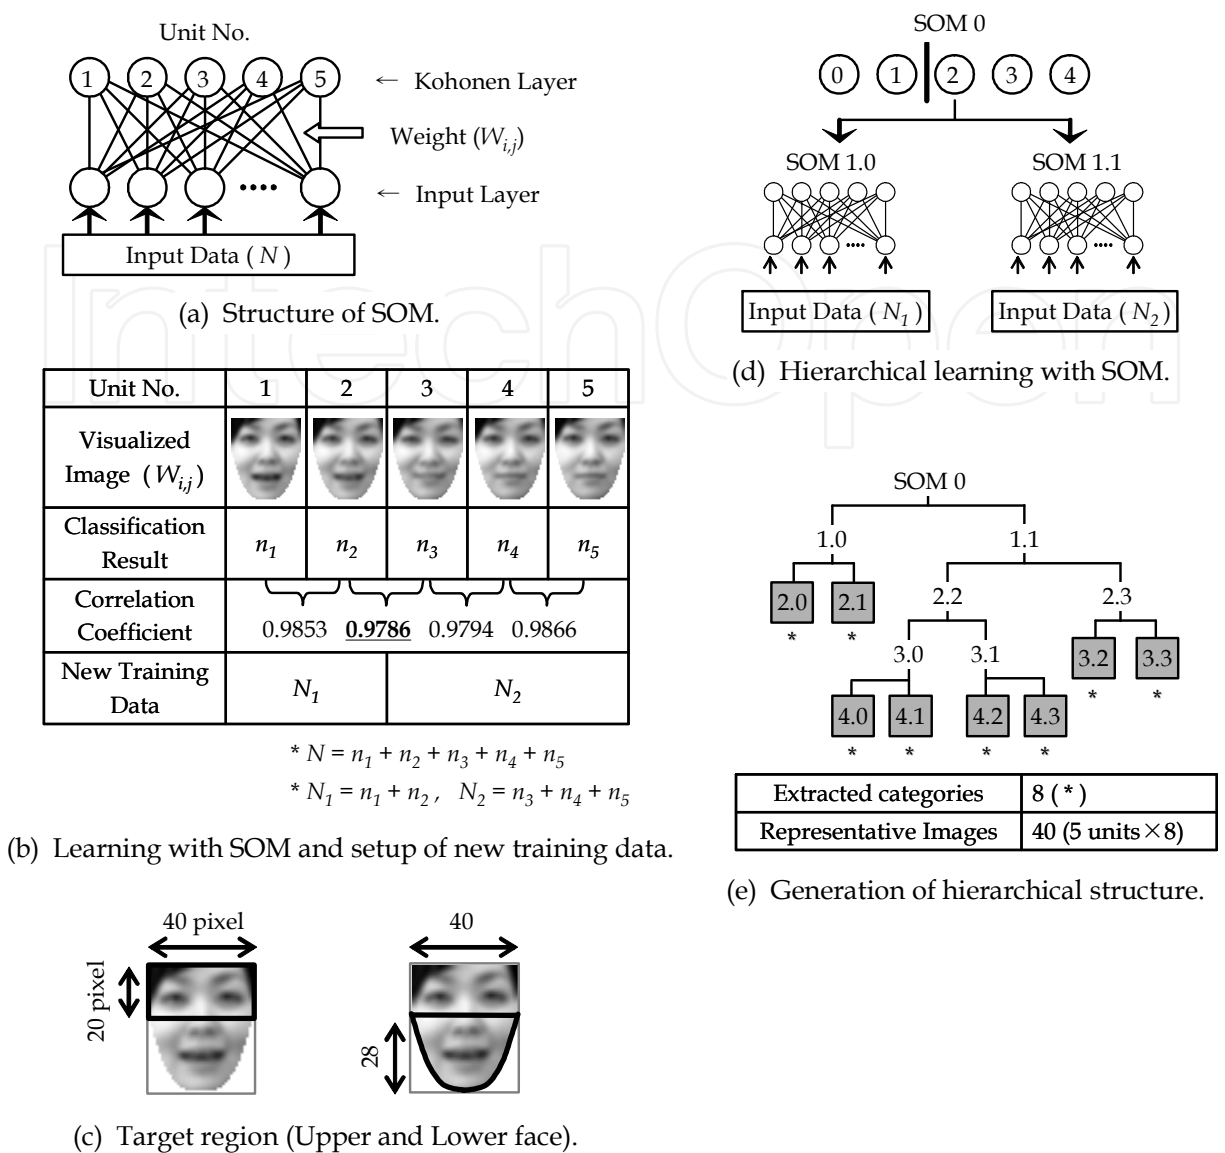 Unit No.
1 2 3 4 5
← Kohonen Layer
Weight (W_{i,j})
← Input Layer
Input Data ( N )
(a) Structure of SOM.
Unit No. 1 2 3 4 5
Visualized
Image ( W_{i,j} )
Classification
Result
n_1 n_2 n_3 n_4 n_5
Correlation
Coefficient
0.9853 0.9786 0.9794 0.9866
New Training
Data
N_1 N_2
* N = n_1 + n_2 + n_3 + n_4 + n_5
* N_1 = n_1 + n_2 , N_2 = n_3 + n_4 + n_5
(b) Learning with SOM and setup of new training data.
40 pixel
20 pixel
40
28
(c) Target region (Upper and Lower face).
SOM 0
0 1 2 3 4
SOM 1.0 SOM 1.1
Input Data ( N_1 ) Input Data ( N_2 )
(d) Hierarchical learning with SOM.
SOM 0
1.0 1.1
2.0 2.1 2.2 2.3
* *
3.0 3.1 3.2 3.3
* *
4.0 4.1 4.2 4.3
* * * *
Extracted categories 8 ( * )
Representative Images 40 (5 units×8)
(e) Generation of hierarchical structure.
IntechOpen